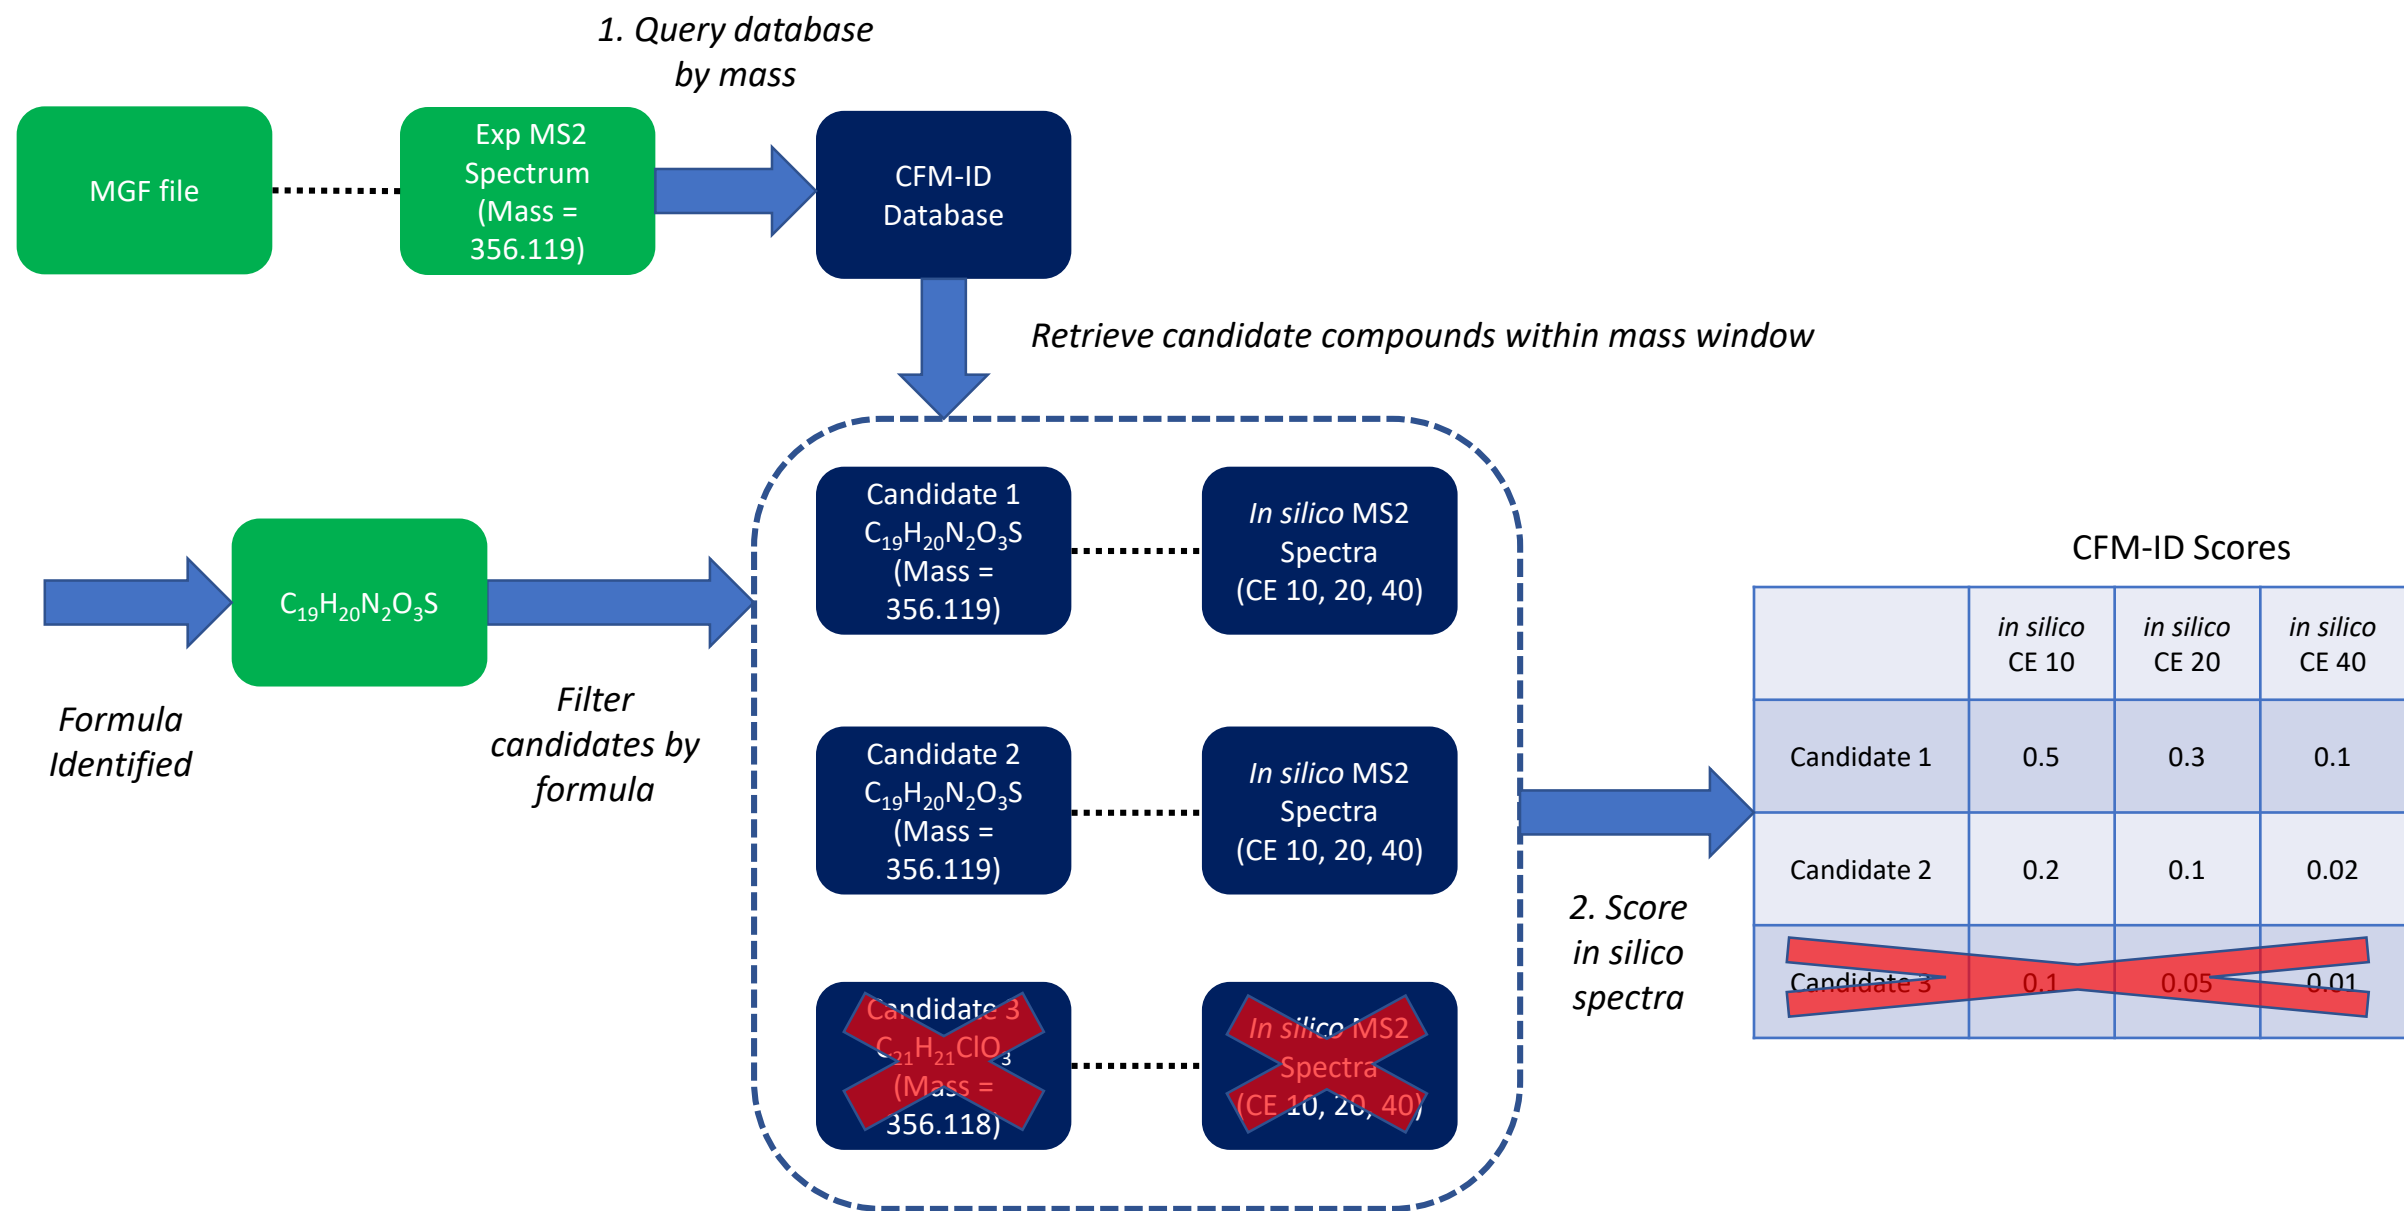 1. Query database
by mass
MGF file
Exp MS2
Spectrum
(Mass =
356.119)
CFM-ID
Database
Retrieve candidate compounds within mass window
Formula
Identified
C₁₉H₂₀N₂O₃S
Filter
candidates by
formula
Candidate 1
C₁₉H₂₀N₂O₃S
(Mass =
356.119)
In silico MS2
Spectra
(CE 10, 20, 40)
Candidate 2
C₁₉H₂₀N₂O₃S
(Mass =
356.119)
In silico MS2
Spectra
(CE 10, 20, 40)
Candidate 3
C₂₁H₂₁ClO₃
(Mass =
356.118)
In silico MS2
Spectra
(CE 10, 20, 40)
2. Score
in silico
spectra
CFM-ID Scores
in silico CE 10 in silico CE 20 in silico CE 40
Candidate 1 0.5 0.3 0.1
Candidate 2 0.2 0.1 0.02
Candidate 3 0.1 0.05 0.01